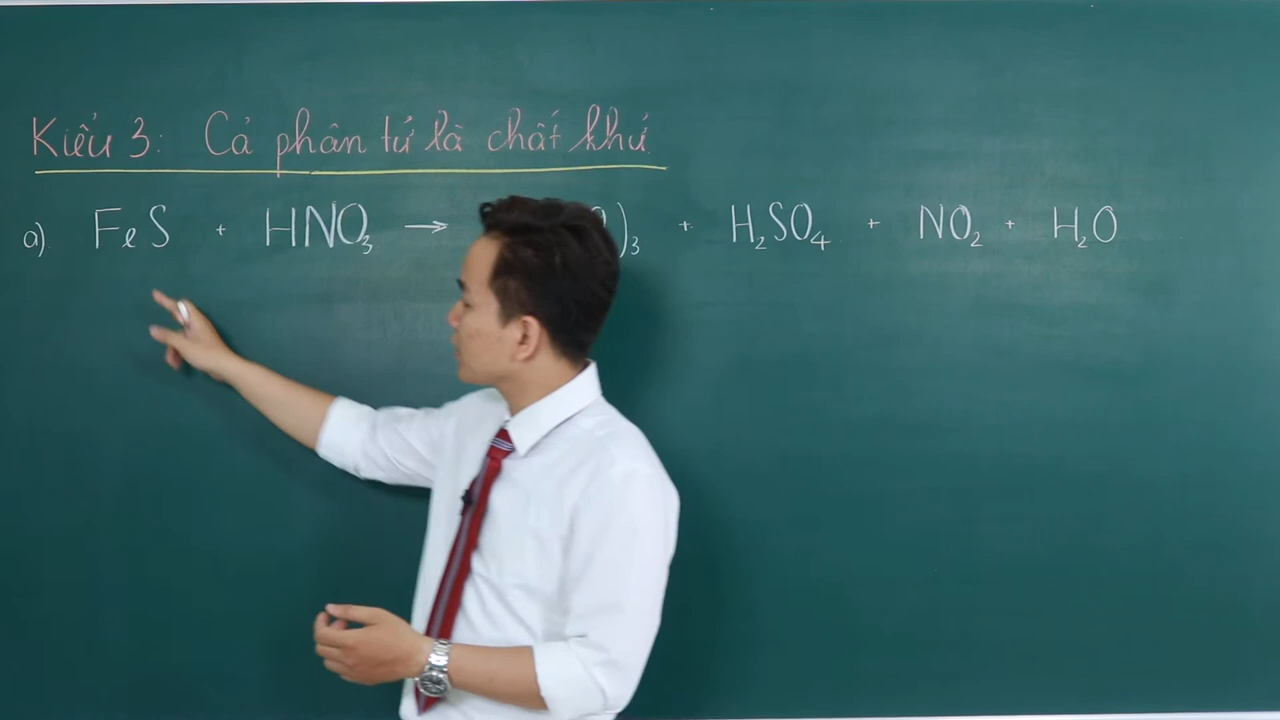 Kiểu 3: Cả phân tử là chất khử.
a) FeS + HNO₃ → )₃ + H₂SO₄ + NO₂ + H₂O